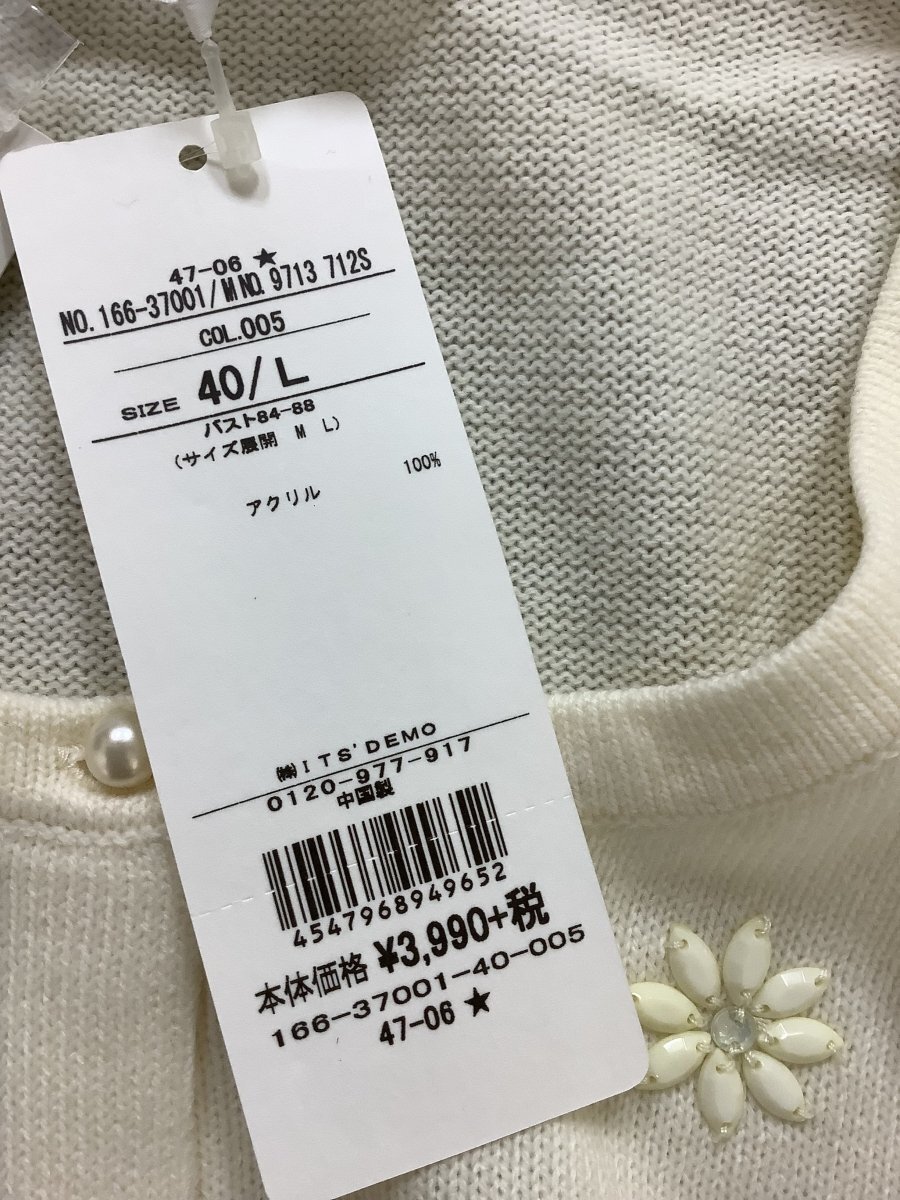 47-06 ★
NO. 166-37001/M NO. 9713 712S
COL.005
SIZE 40/L
バスト84-88
(サイズ展開 M L)
アクリル 100%
㈱ITS'DEMO
0120-977-917
中国製
4547968949652
本体価格 ¥3,990+税
166-37001-40-005
47-06 ★